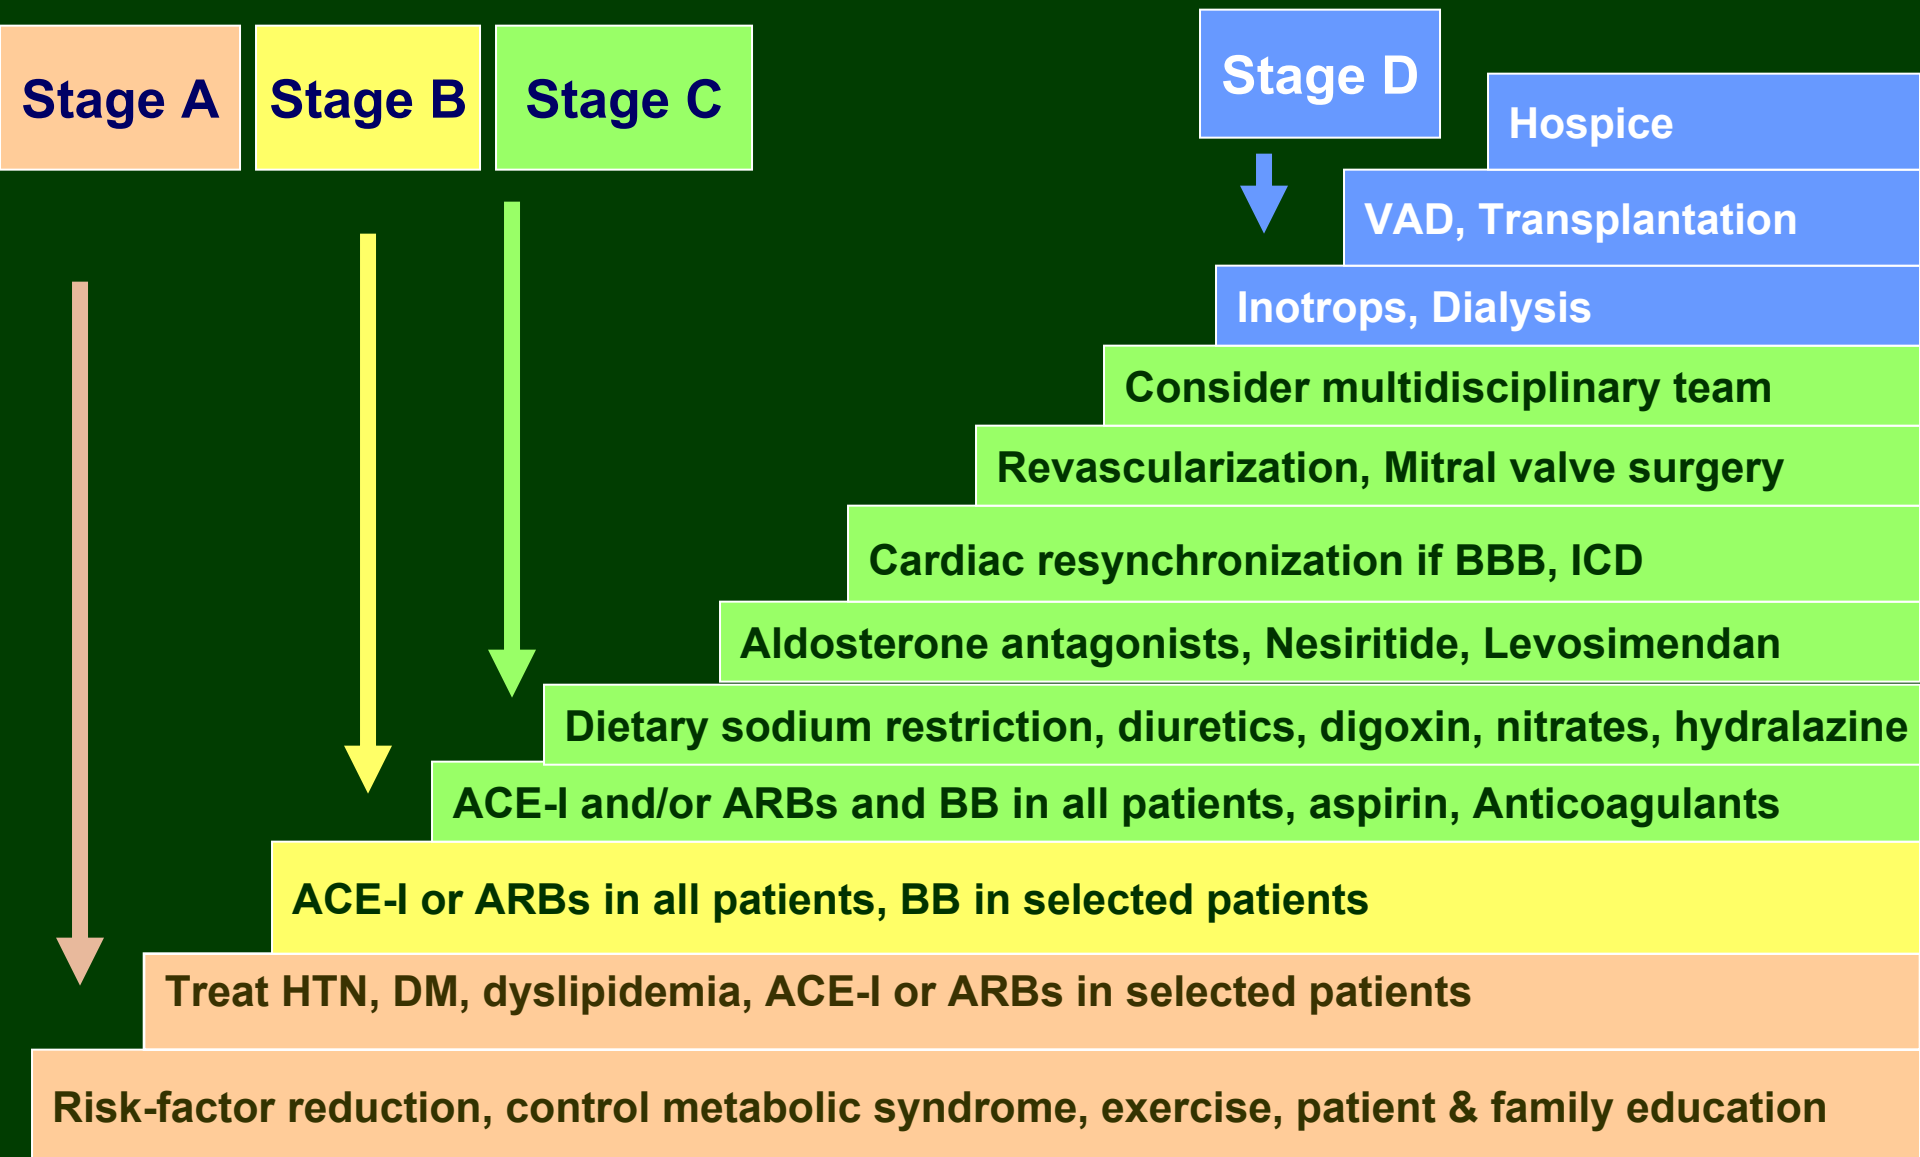 Stage A
Stage B
Stage C
Stage D
Hospice
VAD, Transplantation
Inotrops, Dialysis
Consider multidisciplinary team
Revascularization, Mitral valve surgery
Cardiac resynchronization if BBB, ICD
Aldosterone antagonists, Nesiritide, Levosimendan
Dietary sodium restriction, diuretics, digoxin, nitrates, hydralazine
ACE-I and/or ARBs and BB in all patients, aspirin, Anticoagulants
ACE-I or ARBs in all patients, BB in selected patients
Treat HTN, DM, dyslipidemia, ACE-I or ARBs in selected patients
Risk-factor reduction, control metabolic syndrome, exercise, patient & family education